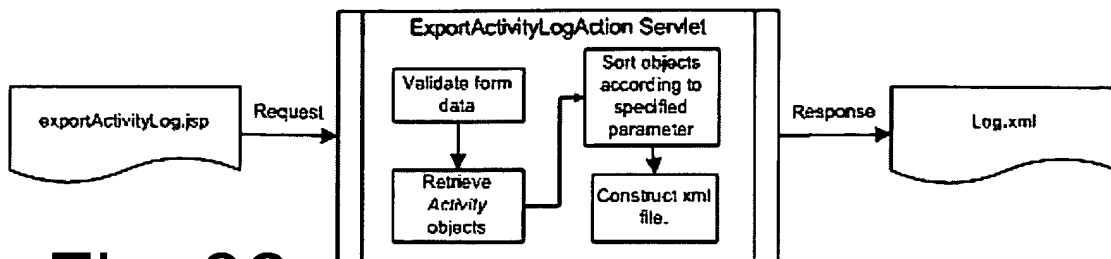 ExportActivityLogAction Servlet
exportActivityLog.jsp
Request
Validate form
data
Retrieve
Activity
objects
Sort objects
according to
specified
parameter
Construct xml
file.
Response
Log.xml